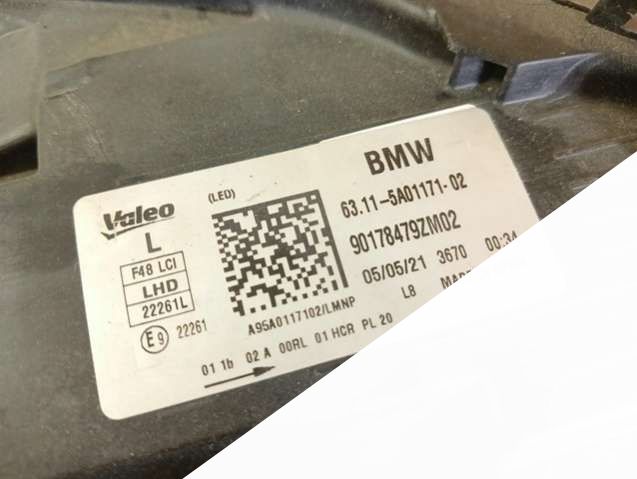 BMW
(LED)
Valeo
63.11-5A01171-02
90178479ZM02
L
F48 LCI
LHD
22261L
05/05/21 3670 00:34
L8
A95A0117102/LMNP
E9 22261
01 1b 02 A 00RL 01 HCR PL 20